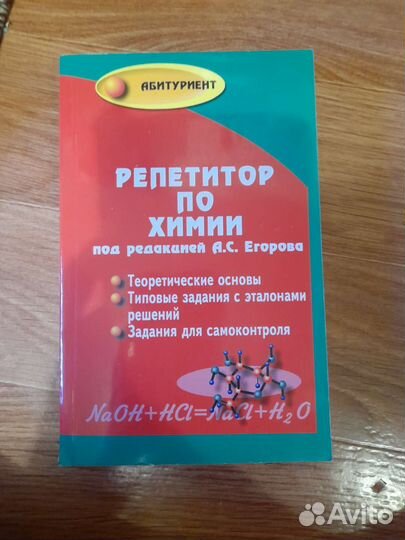 АБИТУРИЕНТ
РЕПЕТИТОР
ПО
ХИМИИ
под редакцией А.С. Егорова
Теоретические основы
Типовые задания с эталонами
решений
Задания для самоконтроля
NaOH+HCl=NaCl+H₂O
Avito